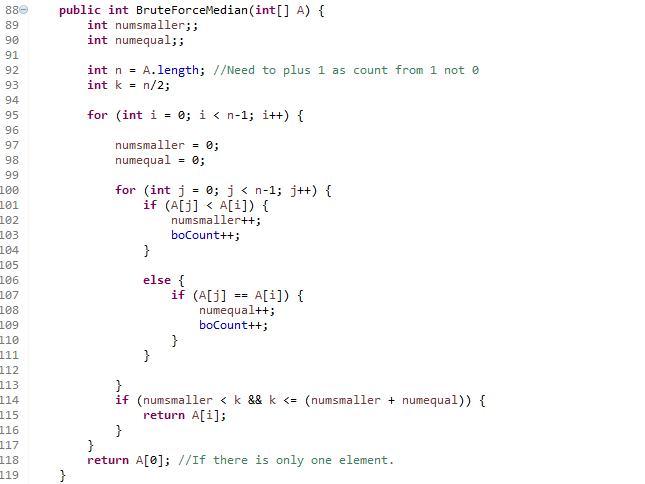 88 public int BruteForceMedian(int[] A) {
89 int numsmaller;;
90 int numequal;;
91
92 int n = A.length; //Need to plus 1 as count from 1 not 0
93 int k = n/2;
94
95 for (int i = 0; i < n-1; i++) {
96
97 numsmaller = 0;
98 numequal = 0;
99
100 for (int j = 0; j < n-1; j++) {
101 if (A[j] < A[i]) {
102 numsmaller++;
103 boCount++;
104 }
105
106 else {
107 if (A[j] == A[i]) {
108 numequal++;
109 boCount++;
110 }
111 }
112
113 }
114 if (numsmaller < k && k <= (numsmaller + numequal)) {
115 return A[i];
116 }
117 }
118 return A[0]; //If there is only one element.
119 }